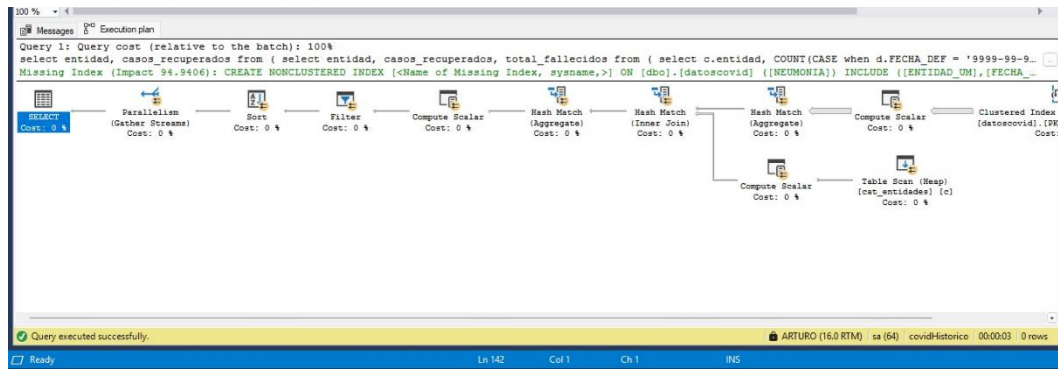 100 %
Messages Execution plan
Query 1: Query cost (relative to the batch): 100%
select entidad, casos_recuperados from ( select entidad, casos_recuperados, total_fallecidos from ( select c.entidad, COUNT(CASE when d.FECHA_DEF = '9999-99-9…
Missing Index (Impact 94.9406): CREATE NONCLUSTERED INDEX [<Name of Missing Index, sysname,>] ON [dbo].[datoscovid] ([NEUMONIA]) INCLUDE ([ENTIDAD_UM],[FECHA_…
SELECT
Cost: 0 %
Parallelism
(Gather Streams)
Cost: 0 %
Sort
Cost: 0 %
Filter
Cost: 0 %
Compute Scalar
Cost: 0 %
Hash Match
(Aggregate)
Cost: 0 %
Hash Match
(Inner Join)
Cost: 0 %
Hash Match
(Aggregate)
Cost: 0 %
Compute Scalar
Cost: 0 %
Clustered Index
[datoscovid].[PK
Cost:
Compute Scalar
Cost: 0 %
Table Scan (Heap)
[cat_entidades] [c]
Cost: 0 %
Query executed successfully.
ARTURO (16.0 RTM) sa (64) covidHistorico 00:00:03 0 rows
Ready Ln 142 Col 1 Ch 1 INS